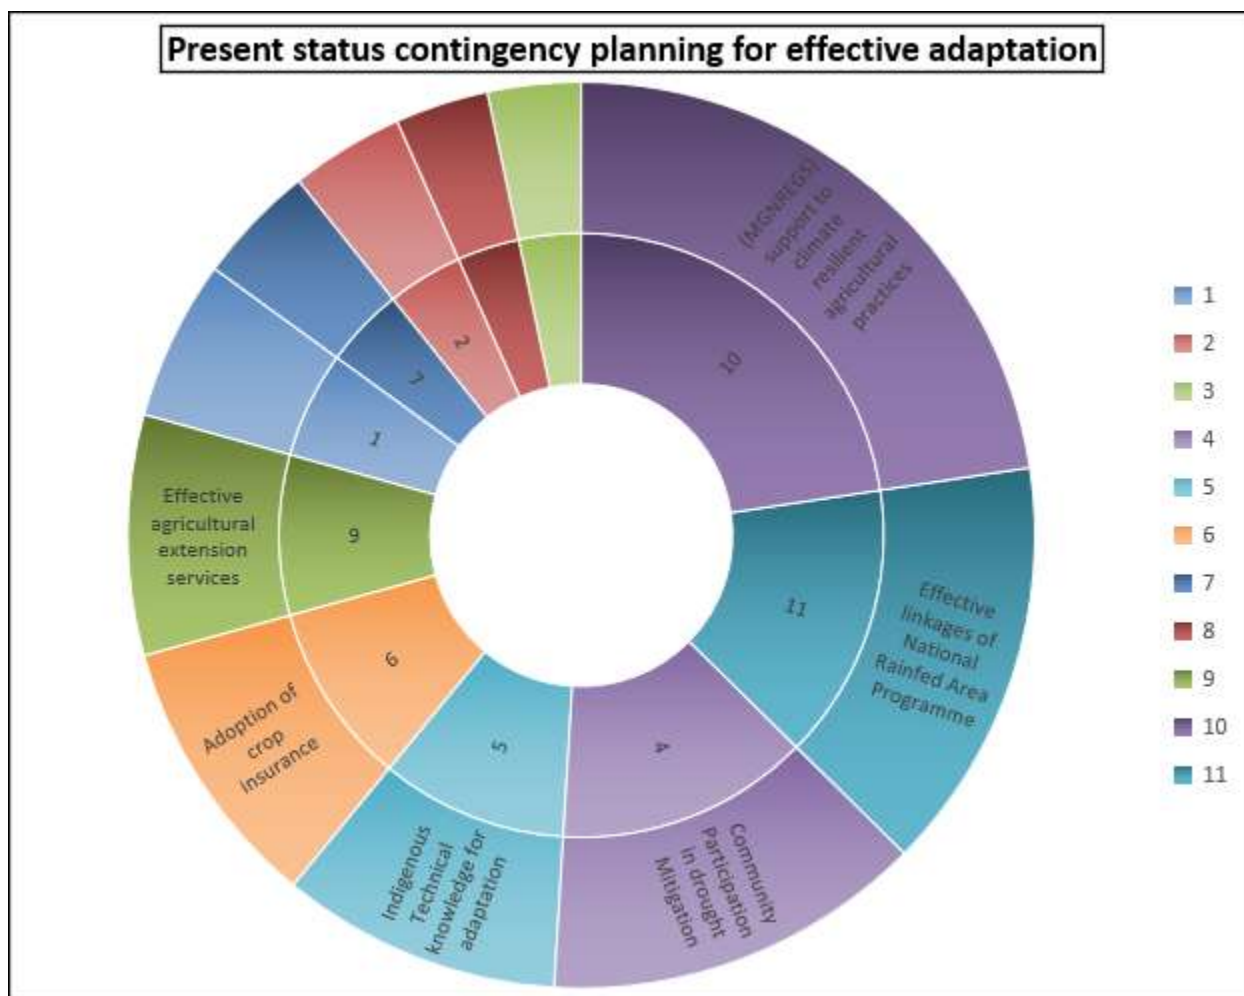 Present status contingency planning for effective adaptation
(MGNREGS)
support to
climate
resilient
agricultural
practices
10
Effective
linkages of
National
Rainfed Area
Programme
11
Community
Participation
in drought
Mitigation
4
Indigenous
Technical
knowledge for
adaptation
5
Adoption of
crop
insurance
6
Effective
agricultural
extension
services
9
1
7
2
1
2
3
4
5
6
7
8
9
10
11